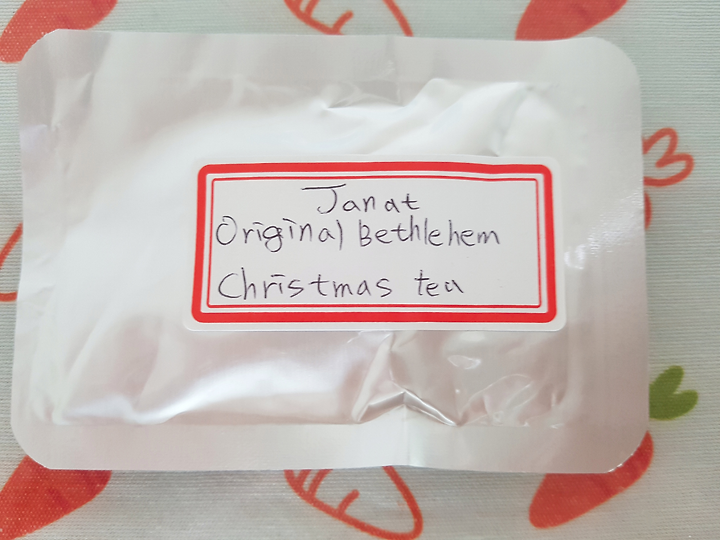 Janat
Original Bethlehem
Christmas tea